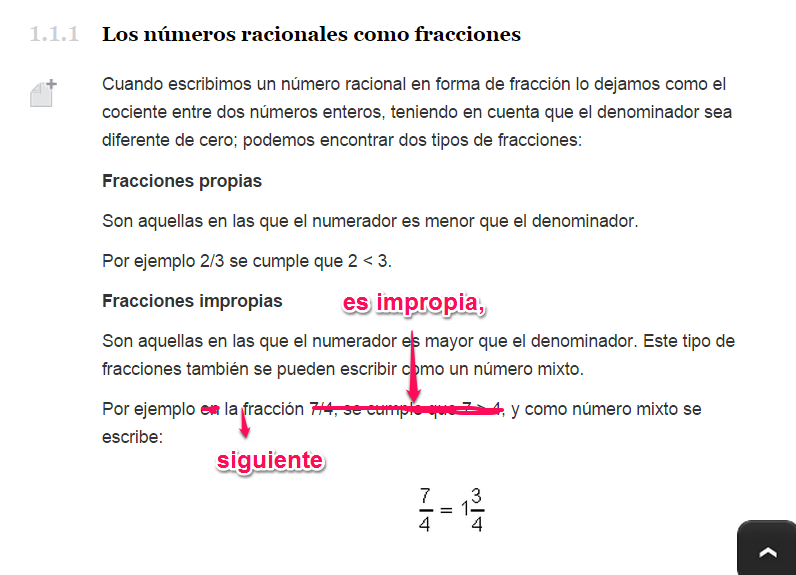 1.1.1 Los números racionales como fracciones
Cuando escribimos un número racional en forma de fracción lo dejamos como el
cociente entre dos números enteros, teniendo en cuenta que el denominador sea
diferente de cero; podemos encontrar dos tipos de fracciones:
Fracciones propias
Son aquellas en las que el numerador es menor que el denominador.
Por ejemplo 2/3 se cumple que 2 < 3.
Fracciones impropias
es impropia,
Son aquellas en las que el numerador es mayor que el denominador. Este tipo de
fracciones también se pueden escribir como un número mixto.
Por ejemplo en la fracción 7/4, se cumple que 7 > 4, y como número mixto se
escribe:
siguiente
7/4 = 1 3/4